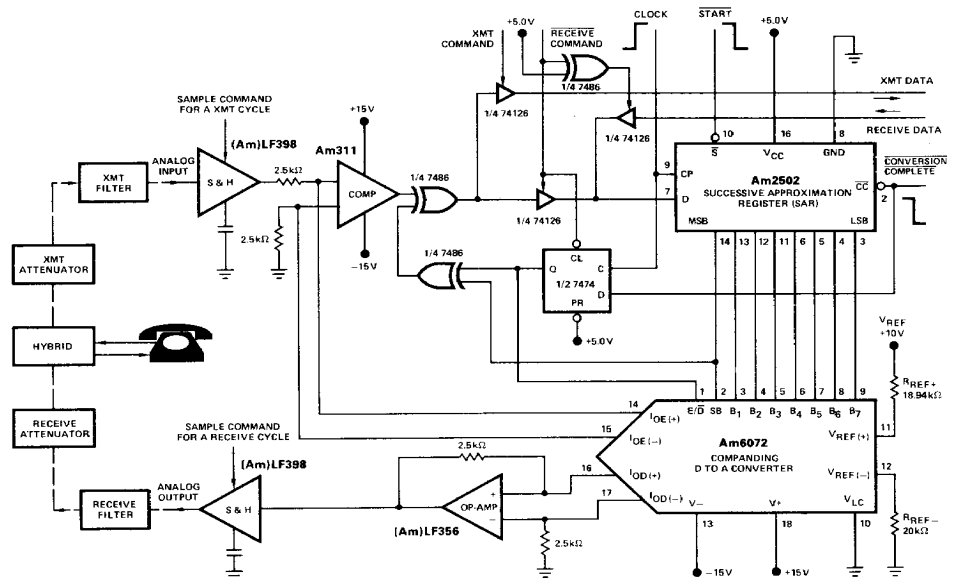 XMT
COMMAND
+5.0V
RECEIVE
COMMAND
CLOCK
START
+5.0V
1/4 7486
XMT DATA
1/4 74126
1/4 74126
RECEIVE DATA
SAMPLE COMMAND
FOR A XMT CYCLE
+15V
(Am)LF398
Am311
ANALOG
INPUT
XMT
FILTER
S & H
2.5kΩ
COMP
1/4 7486
2.5kΩ
-15V
1/4 74126
10
16
8
S
VCC
GND
9
CP
7
D
Am2502
SUCCESSIVE APPROXIMATION
REGISTER (SAR)
CC
CONVERSION
COMPLETE
2
MSB
LSB
14
13
12
11
6
5
4
3
XMT
ATTENUATOR
1/4 7486
CL
Q
C
1/2 7474
D
PR
+5.0V
HYBRID
VREF
+10V
RREF+
18.94kΩ
1
2
3
4
5
6
7
8
9
E/D
SB
B1
B2
B3
B4
B5
B6
B7
RECEIVE
ATTENUATOR
14
IOE(+)
15
IOE(-)
16
IOD(+)
17
IOD(-)
Am6072
COMPANDING
D TO A CONVERTER
VREF(+)
11
VREF(-)
12
V-
V+
VLC
13
18
10
RREF-
20kΩ
-15V
+15V
SAMPLE COMMAND
FOR A RECEIVE CYCLE
(Am)LF398
2.5kΩ
ANALOG
OUTPUT
RECEIVE
FILTER
S & H
+
OP-AMP
-
(Am)LF356
2.5kΩ